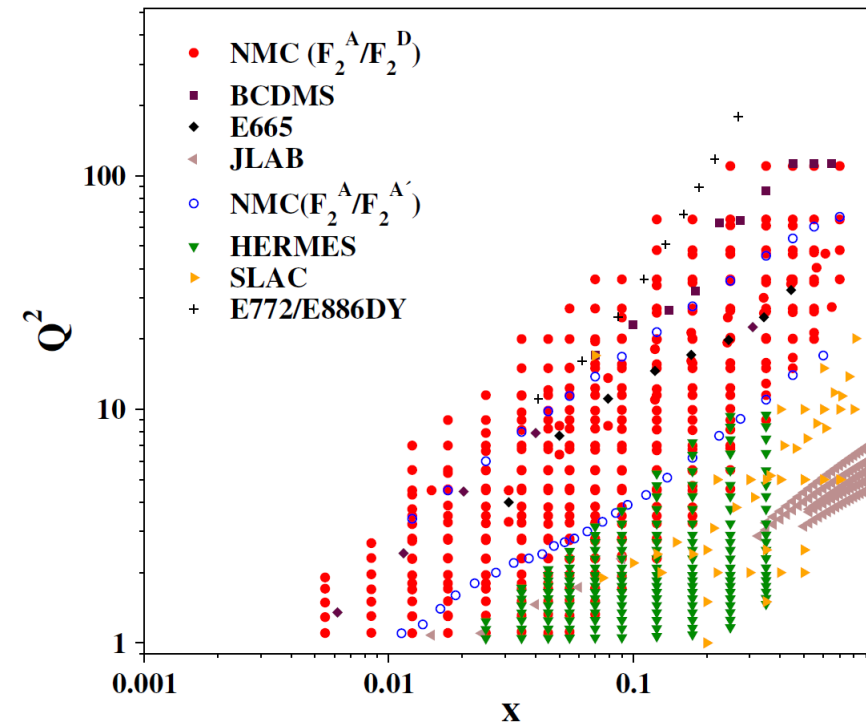 NMC (F₂ᴬ/F₂ᴰ)
BCDMS
E665
JLAB
NMC(F₂ᴬ/F₂ᴬ´)
HERMES
SLAC
E772/E886DY
Q²
100
10
1
0.001
0.01
0.1
x